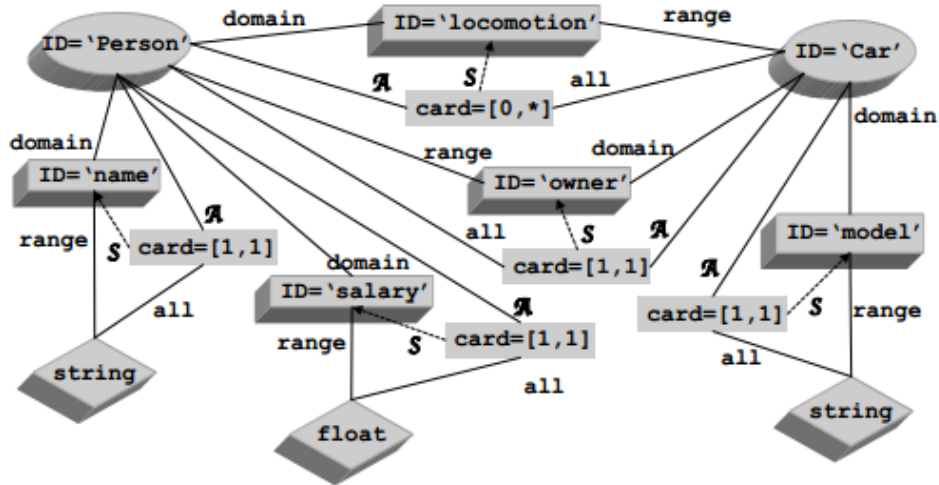 domain
ID=‘locomotion’
range
ID=‘Person’
ID=‘Car’
A
S
all
card=[0,*]
domain
range
domain
domain
ID=‘name’
ID=‘owner’
A
A
ID=‘model’
range
S
card=[1,1]
all
S
card=[1,1]
A
domain
ID=‘salary’
A
card=[1,1]
S
range
all
range
S
card=[1,1]
all
string
all
string
float